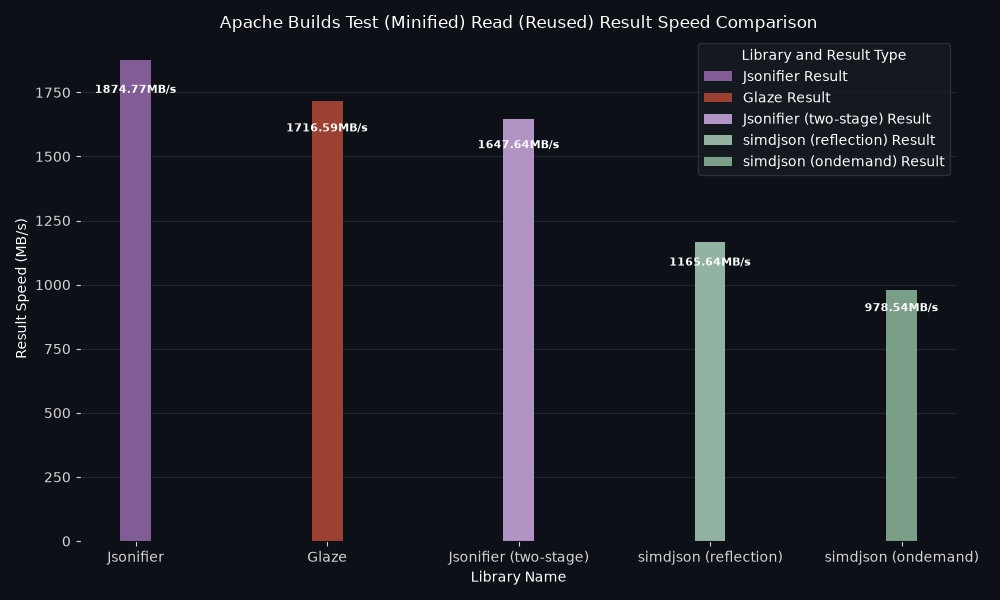 Apache Builds Test (Minified) Read (Reused) Result Speed Comparison
Library and Result Type
Jsonifier Result
Glaze Result
Jsonifier (two-stage) Result
simdjson (reflection) Result
simdjson (ondemand) Result
Result Speed (MB/s)
1750
1500
1250
1000
750
500
250
0
1874.77MB/s
1716.59MB/s
1647.64MB/s
1165.64MB/s
978.54MB/s
Jsonifier
Glaze
Jsonifier (two-stage)
simdjson (reflection)
simdjson (ondemand)
Library Name